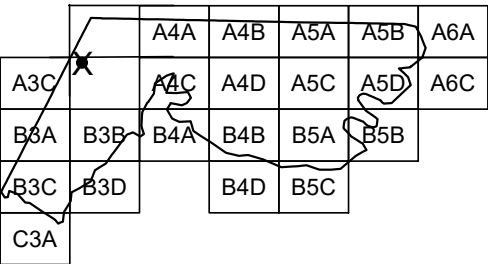 A4A A4B A5A A5B A6A
A3C X A4C A4D A5C A5D A6C
B3A B3B B4A B4B B5A B5B
B3C B3D B4D B5C
C3A